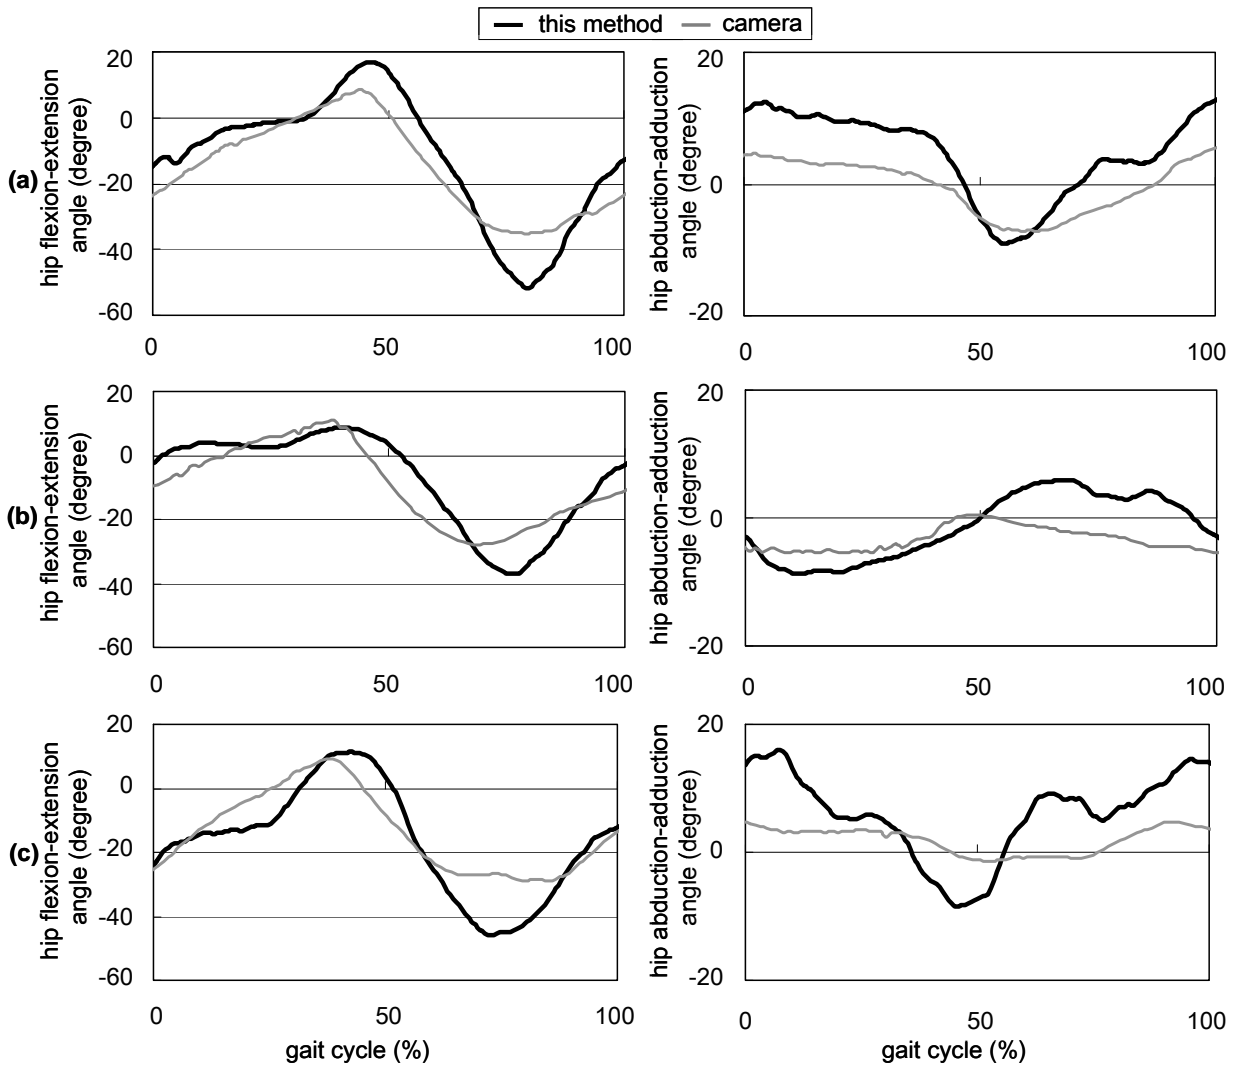 this method camera
20
0
-20
-40
-60
0 50 100
(a)
hip flexion-extension
angle (degree)
20
0
-20
0 50 100
hip abduction-adduction
angle (degree)
20
0
-20
-40
-60
0 50 100
(b)
hip flexion-extension
angle (degree)
20
0
-20
0 50 100
hip abduction-adduction
angle (degree)
20
0
-20
-40
-60
0 50 100
(c)
hip flexion-extension
angle (degree)
gait cycle (%)
20
0
-20
0 50 100
hip abduction-adduction
angle (degree)
gait cycle (%)